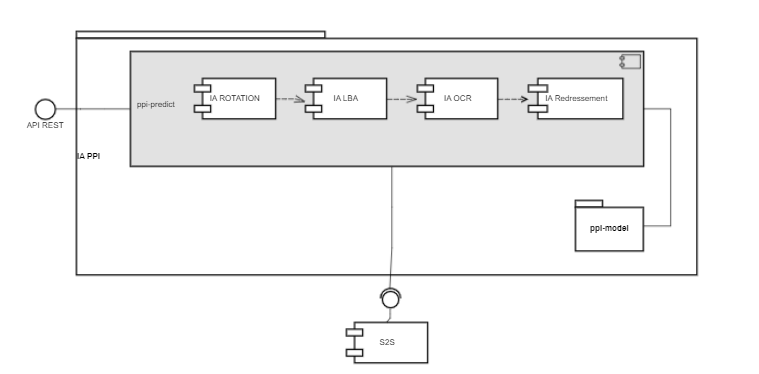 IA ROTATION
IA LBA
IA OCR
IA Redressement
ppi-predict
API REST
IA PPI
ppi-model
S2S